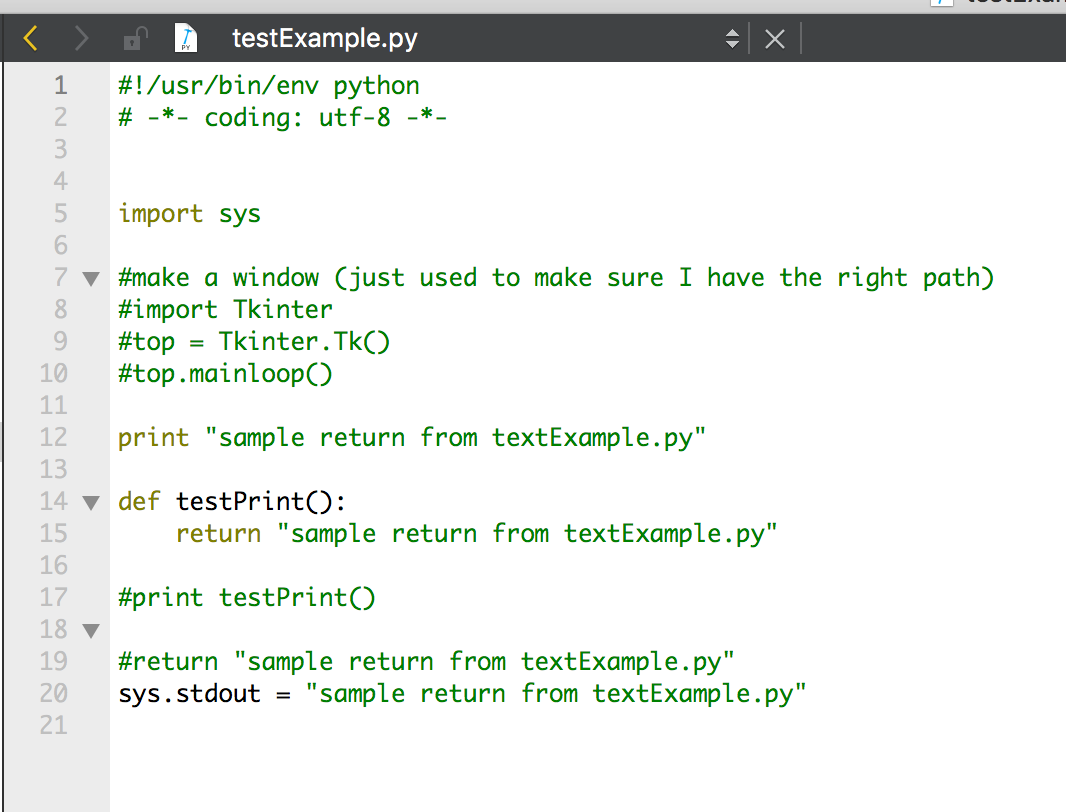 testExample.py
1 #!/usr/bin/env python
2 # -*- coding: utf-8 -*-
3
4
5 import sys
6
7 #make a window (just used to make sure I have the right path)
8 #import Tkinter
9 #top = Tkinter.Tk()
10 #top.mainloop()
11
12 print "sample return from textExample.py"
13
14 def testPrint():
15     return "sample return from textExample.py"
16
17 #print testPrint()
18
19 #return "sample return from textExample.py"
20 sys.stdout = "sample return from textExample.py"
21